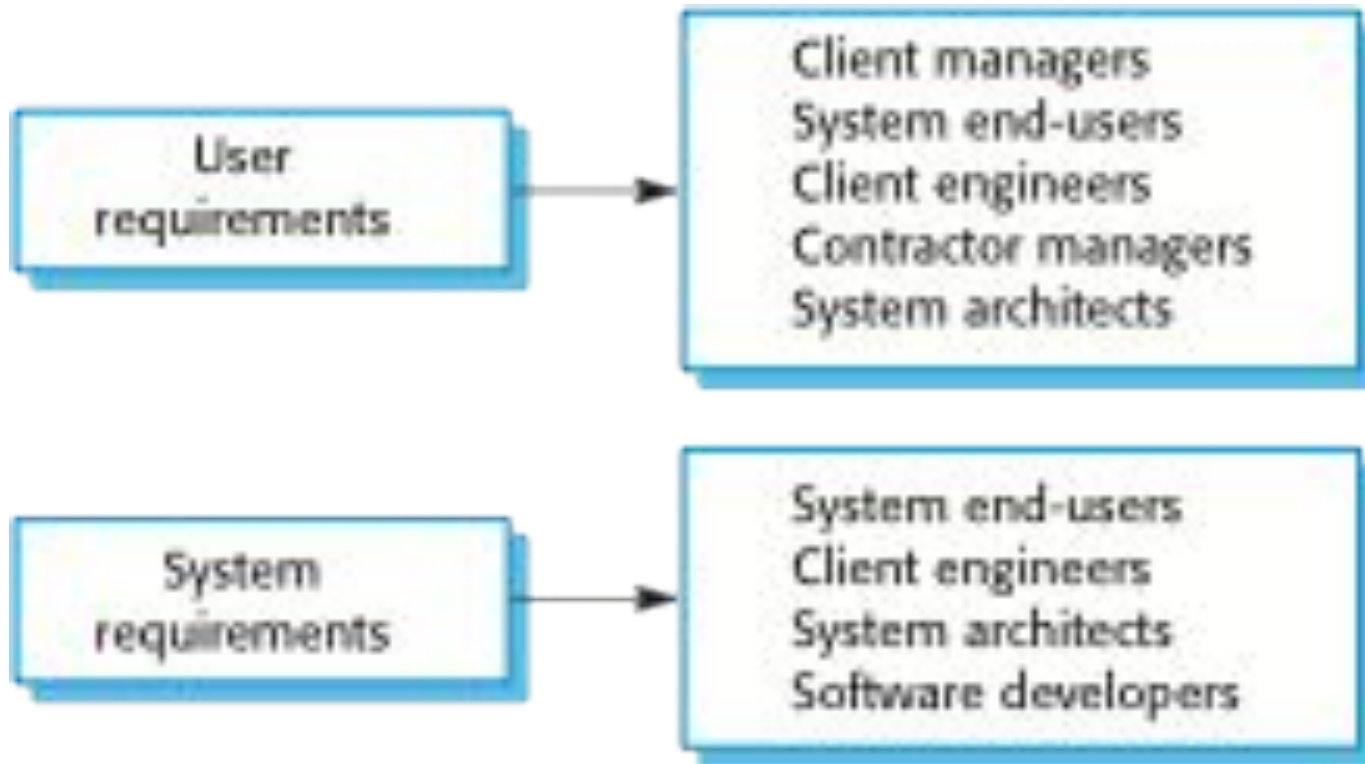 User
requirements
Client managers
System end-users
Client engineers
Contractor managers
System architects
System
requirements
System end-users
Client engineers
System architects
Software developers